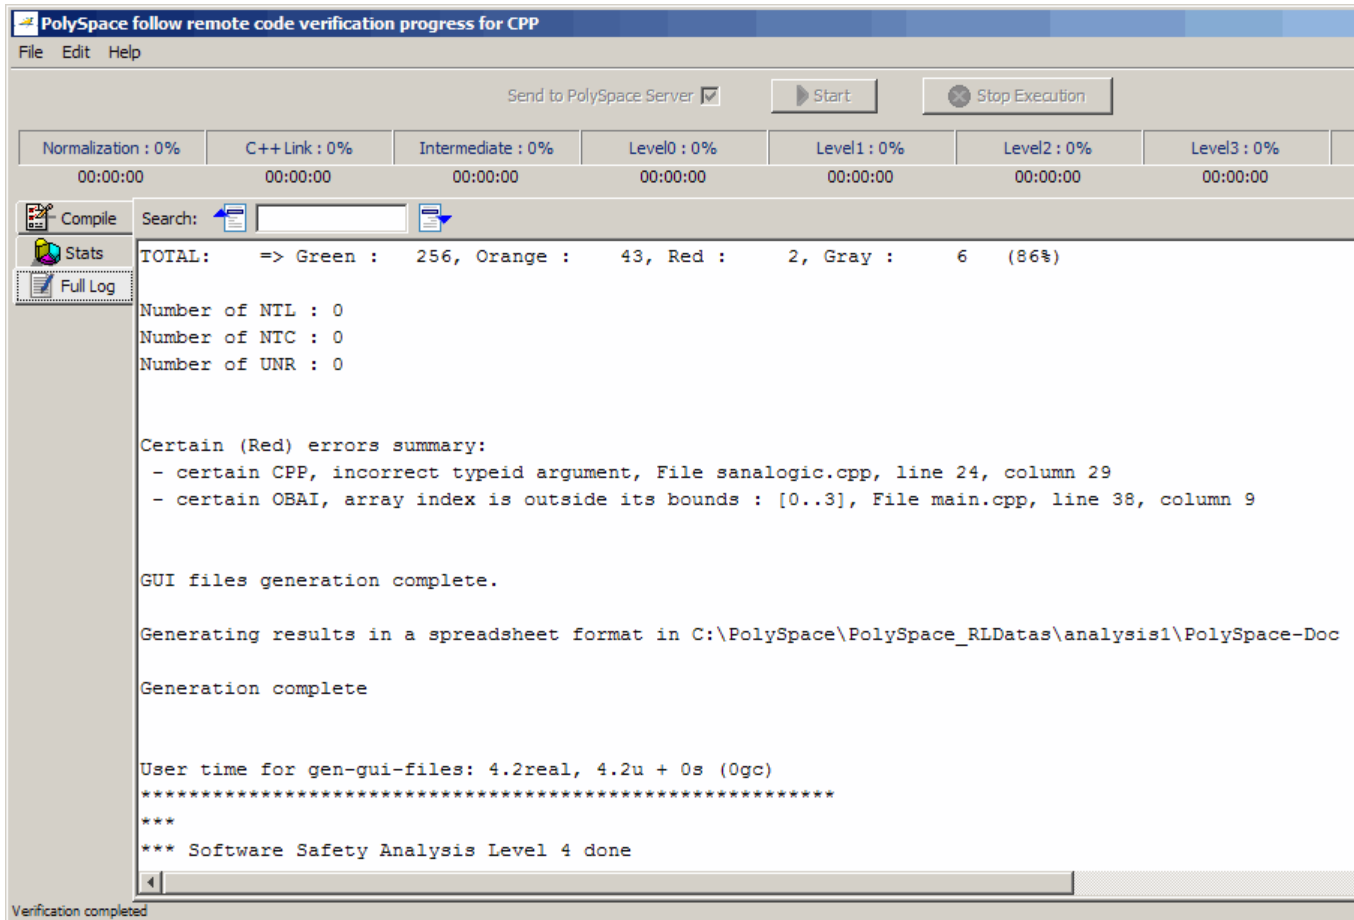 PolySpace follow remote code verification progress for CPP
File Edit Help
Send to PolySpace Server Start Stop Execution
Normalization : 0% C++ Link : 0% Intermediate : 0% Level0 : 0% Level1 : 0% Level2 : 0% Level3 : 0%
00:00:00 00:00:00 00:00:00 00:00:00 00:00:00 00:00:00 00:00:00
Compile Search:
Stats
Full Log
TOTAL: => Green : 256, Orange : 43, Red : 2, Gray : 6 (86%)
Number of NTL : 0
Number of NTC : 0
Number of UNR : 0
Certain (Red) errors summary:
- certain CPP, incorrect typeid argument, File sanalogic.cpp, line 24, column 29
- certain OBAI, array index is outside its bounds : [0..3], File main.cpp, line 38, column 9
GUI files generation complete.
Generating results in a spreadsheet format in C:\PolySpace\PolySpace_RLDatas\analysis1\PolySpace-Doc
Generation complete
User time for gen-gui-files: 4.2real, 4.2u + 0s (0gc)
**********************************************************
***
*** Software Safety Analysis Level 4 done
Verification completed